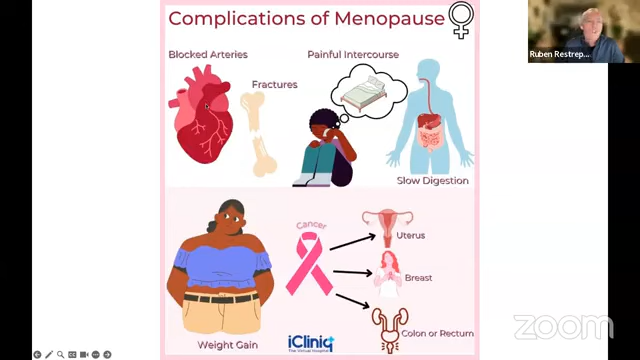 Complications of Menopause
Ruben Restrep...
Blocked Arteries
Painful Intercourse
Fractures
Slow Digestion
Cancer
Uterus
Breast
Weight Gain
iCliniq
The Virtual Hospital
Colon or Rectum
zoom